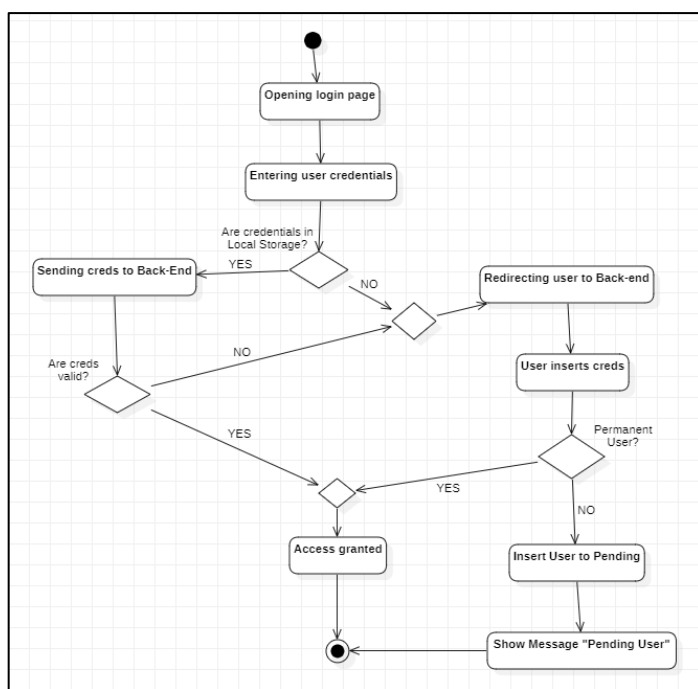 Opening login page
Entering user credentials
Are credentials in
Local Storage?
YES
Sending creds to Back-End
NO
Redirecting user to Back-end
Are creds
valid?
NO
User inserts creds
YES
Permanent
User?
YES
NO
Access granted
Insert User to Pending
Show Message "Pending User"